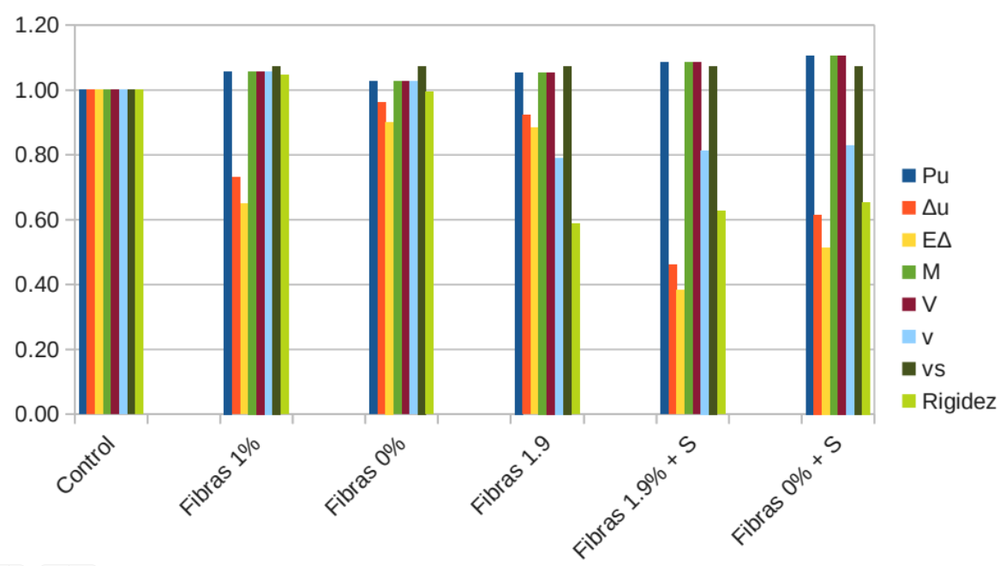 1.20
1.00
0.80
0.60
0.40
0.20
0.00
Control
Fibras 1%
Fibras 0%
Fibras 1.9
Fibras 1.9% + S
Fibras 0% + S
Pu
Δu
EΔ
M
V
v
vs
Rigidez